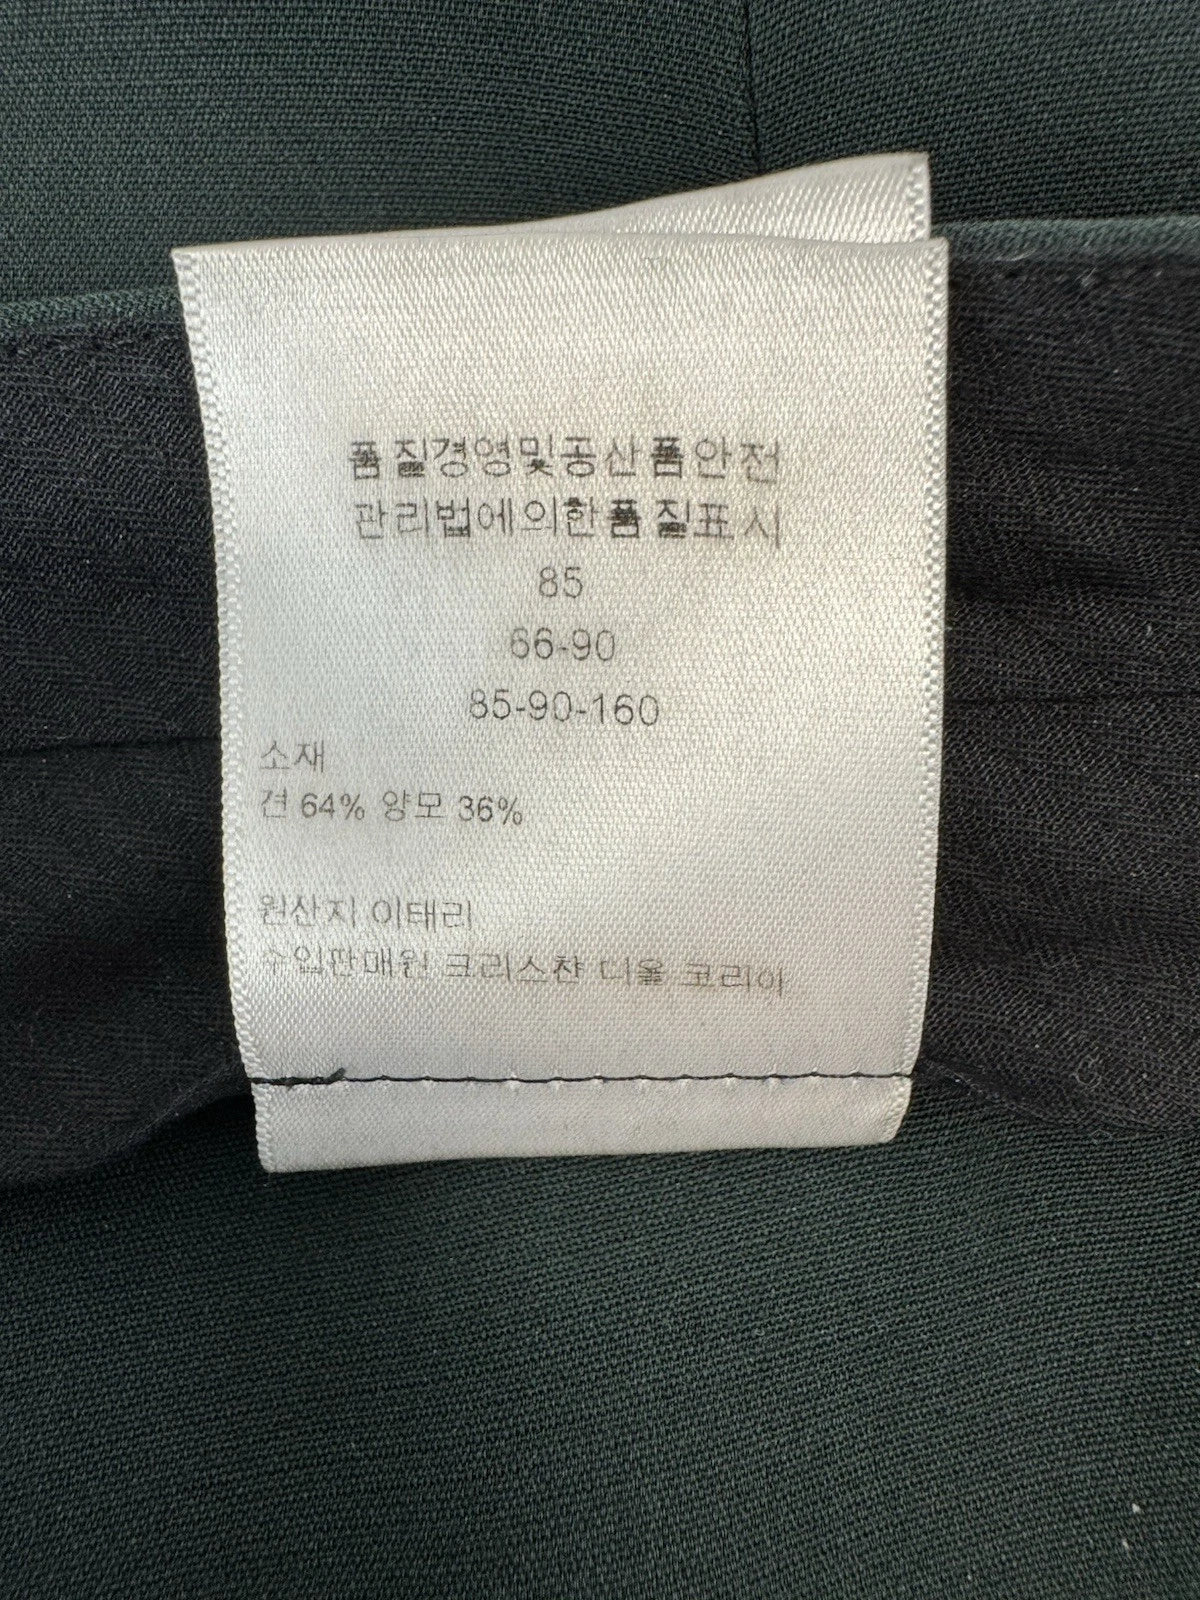 품질경영및공산품안전
관리법에의한품질표시
85
66-90
85-90-160
소재
견 64% 양모 36%
원산지 이태리
수입판매원 크리스챤 디올 코리아